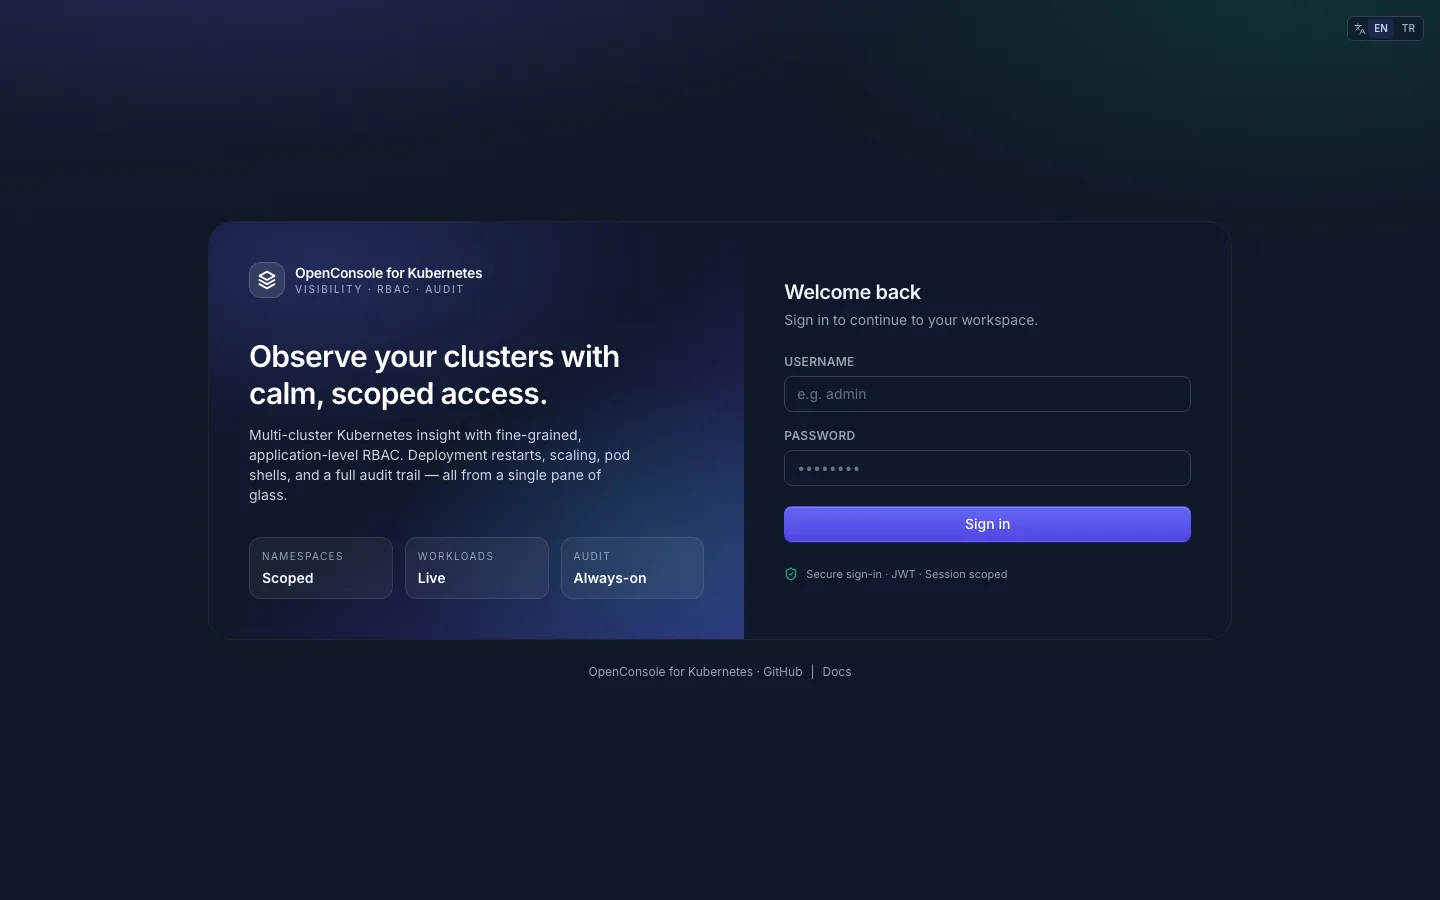 EN TR
OpenConsole for Kubernetes
VISIBILITY · RBAC · AUDIT
Observe your clusters with
calm, scoped access.
Multi-cluster Kubernetes insight with fine-grained,
application-level RBAC. Deployment restarts, scaling, pod
shells, and a full audit trail — all from a single pane of
glass.
NAMESPACES
Scoped
WORKLOADS
Live
AUDIT
Always-on
Welcome back
Sign in to continue to your workspace.
USERNAME
e.g. admin
PASSWORD
••••••••
Sign in
Secure sign-in · JWT · Session scoped
OpenConsole for Kubernetes · GitHub | Docs